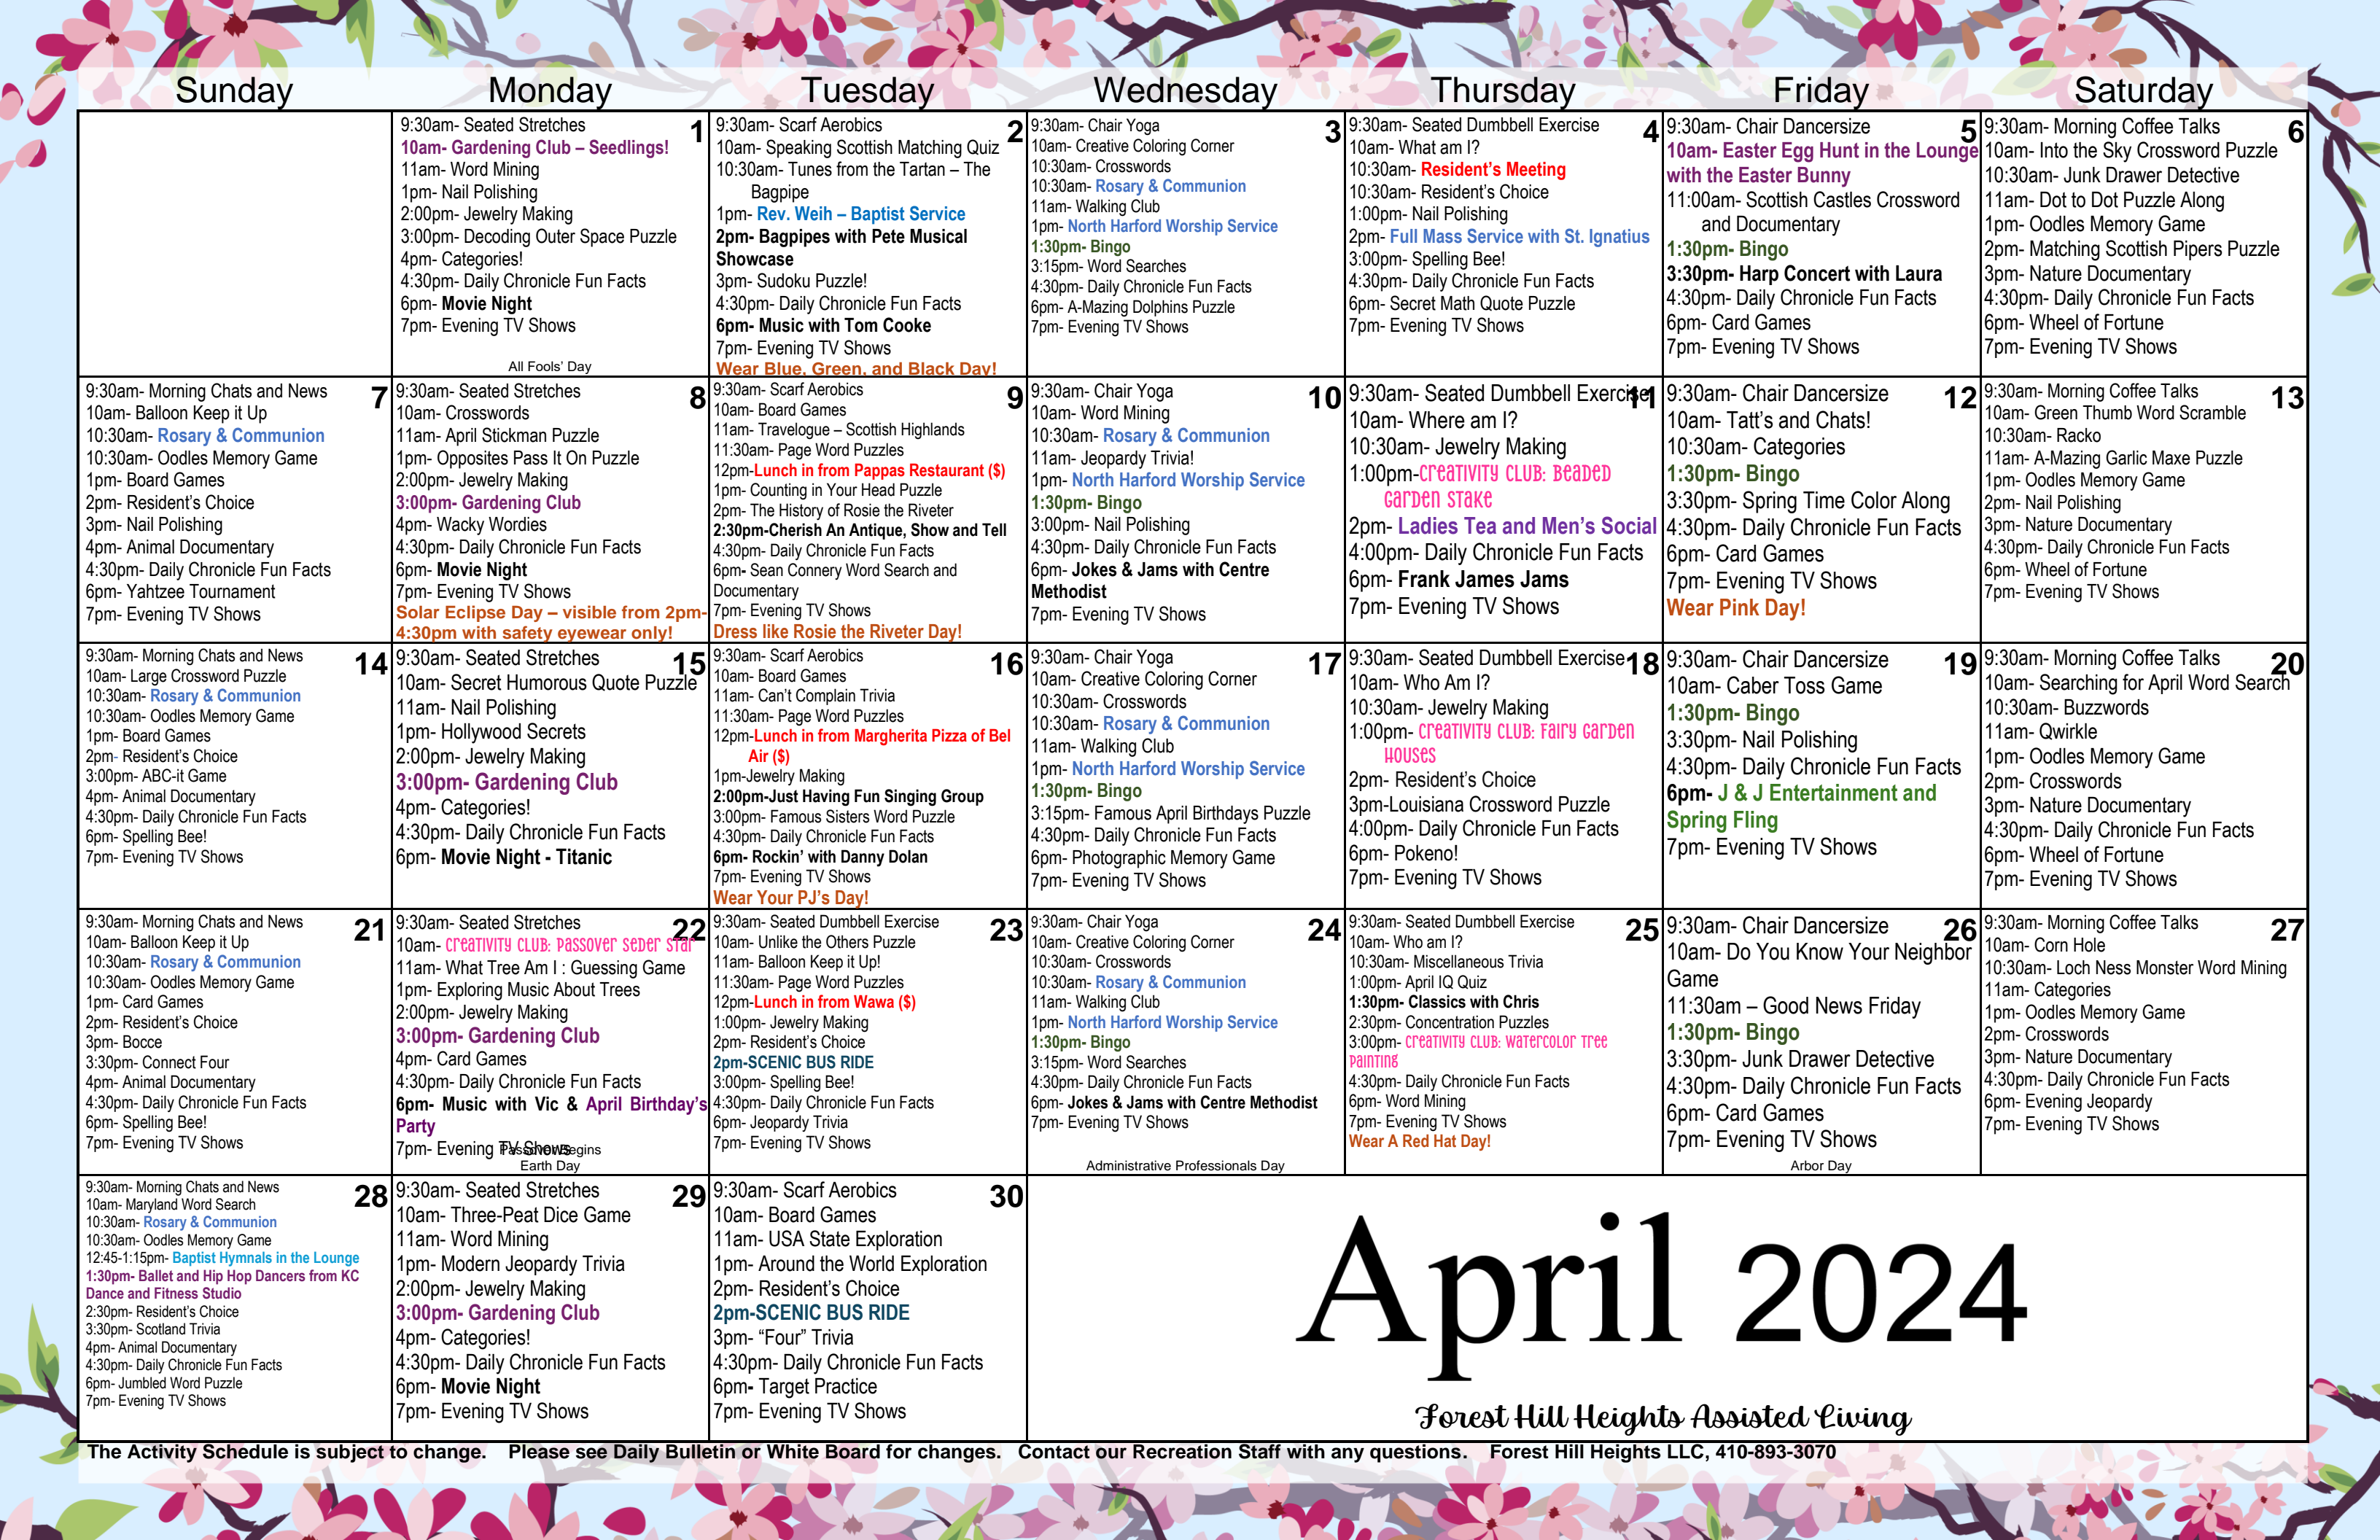 Sunday Monday Tuesday Wednesday Thursday Friday Saturday
1
9:30am- Seated Stretches
10am- Gardening Club – Seedlings!
11am- Word Mining
1pm- Nail Polishing
2:00pm- Jewelry Making
3:00pm- Decoding Outer Space Puzzle
4pm- Categories!
4:30pm- Daily Chronicle Fun Facts
6pm- Movie Night
7pm- Evening TV Shows
All Fools' Day
2
9:30am- Scarf Aerobics
10am- Speaking Scottish Matching Quiz
10:30am- Tunes from the Tartan – The
Bagpipe
1pm- Rev. Weih – Baptist Service
2pm- Bagpipes with Pete Musical
Showcase
3pm- Sudoku Puzzle!
4:30pm- Daily Chronicle Fun Facts
6pm- Music with Tom Cooke
7pm- Evening TV Shows
Wear Blue, Green, and Black Day!
3
9:30am- Chair Yoga
10am- Creative Coloring Corner
10:30am- Crosswords
10:30am- Rosary & Communion
11am- Walking Club
1pm- North Harford Worship Service
1:30pm- Bingo
3:15pm- Word Searches
4:30pm- Daily Chronicle Fun Facts
6pm- A-Mazing Dolphins Puzzle
7pm- Evening TV Shows
4
9:30am- Seated Dumbbell Exercise
10am- What am I?
10:30am- Resident's Meeting
10:30am- Resident's Choice
1:00pm- Nail Polishing
2pm- Full Mass Service with St. Ignatius
3:00pm- Spelling Bee!
4:30pm- Daily Chronicle Fun Facts
6pm- Secret Math Quote Puzzle
7pm- Evening TV Shows
5
9:30am- Chair Dancersize
10am- Easter Egg Hunt in the Lounge
with the Easter Bunny
11:00am- Scottish Castles Crossword
and Documentary
1:30pm- Bingo
3:30pm- Harp Concert with Laura
4:30pm- Daily Chronicle Fun Facts
6pm- Card Games
7pm- Evening TV Shows
6
9:30am- Morning Coffee Talks
10am- Into the Sky Crossword Puzzle
10:30am- Junk Drawer Detective
11am- Dot to Dot Puzzle Along
1pm- Oodles Memory Game
2pm- Matching Scottish Pipers Puzzle
3pm- Nature Documentary
4:30pm- Daily Chronicle Fun Facts
6pm- Wheel of Fortune
7pm- Evening TV Shows
7
9:30am- Morning Chats and News
10am- Balloon Keep it Up
10:30am- Rosary & Communion
10:30am- Oodles Memory Game
1pm- Board Games
2pm- Resident's Choice
3pm- Nail Polishing
4pm- Animal Documentary
4:30pm- Daily Chronicle Fun Facts
6pm- Yahtzee Tournament
7pm- Evening TV Shows
8
9:30am- Seated Stretches
10am- Crosswords
11am- April Stickman Puzzle
1pm- Opposites Pass It On Puzzle
2:00pm- Jewelry Making
3:00pm- Gardening Club
4pm- Wacky Wordies
4:30pm- Daily Chronicle Fun Facts
6pm- Movie Night
7pm- Evening TV Shows
Solar Eclipse Day – visible from 2pm-
4:30pm with safety eyewear only!
9
9:30am- Scarf Aerobics
10am- Board Games
11am- Travelogue – Scottish Highlands
11:30am- Page Word Puzzles
12pm-Lunch in from Pappas Restaurant ($)
1pm- Counting in Your Head Puzzle
2pm- The History of Rosie the Riveter
2:30pm-Cherish An Antique, Show and Tell
4:30pm- Daily Chronicle Fun Facts
6pm- Sean Connery Word Search and
Documentary
7pm- Evening TV Shows
Dress like Rosie the Riveter Day!
10
9:30am- Chair Yoga
10am- Word Mining
10:30am- Rosary & Communion
11am- Jeopardy Trivia!
1pm- North Harford Worship Service
1:30pm- Bingo
3:00pm- Nail Polishing
4:30pm- Daily Chronicle Fun Facts
6pm- Jokes & Jams with Centre
Methodist
7pm- Evening TV Shows
11
9:30am- Seated Dumbbell Exercise
10am- Where am I?
10:30am- Jewelry Making
1:00pm-Creativity Club: Beaded
Garden Stake
2pm- Ladies Tea and Men's Social
4:00pm- Daily Chronicle Fun Facts
6pm- Frank James Jams
7pm- Evening TV Shows
12
9:30am- Chair Dancersize
10am- Tatt's and Chats!
10:30am- Categories
1:30pm- Bingo
3:30pm- Spring Time Color Along
4:30pm- Daily Chronicle Fun Facts
6pm- Card Games
7pm- Evening TV Shows
Wear Pink Day!
13
9:30am- Morning Coffee Talks
10am- Green Thumb Word Scramble
10:30am- Racko
11am- A-Mazing Garlic Maxe Puzzle
1pm- Oodles Memory Game
2pm- Nail Polishing
3pm- Nature Documentary
4:30pm- Daily Chronicle Fun Facts
6pm- Wheel of Fortune
7pm- Evening TV Shows
14
9:30am- Morning Chats and News
10am- Large Crossword Puzzle
10:30am- Rosary & Communion
10:30am- Oodles Memory Game
1pm- Board Games
2pm- Resident's Choice
3:00pm- ABC-it Game
4pm- Animal Documentary
4:30pm- Daily Chronicle Fun Facts
6pm- Spelling Bee!
7pm- Evening TV Shows
15
9:30am- Seated Stretches
10am- Secret Humorous Quote Puzzle
11am- Nail Polishing
1pm- Hollywood Secrets
2:00pm- Jewelry Making
3:00pm- Gardening Club
4pm- Categories!
4:30pm- Daily Chronicle Fun Facts
6pm- Movie Night - Titanic
16
9:30am- Scarf Aerobics
10am- Board Games
11am- Can't Complain Trivia
11:30am- Page Word Puzzles
12pm-Lunch in from Margherita Pizza of Bel
Air ($)
1pm-Jewelry Making
2:00pm-Just Having Fun Singing Group
3:00pm- Famous Sisters Word Puzzle
4:30pm- Daily Chronicle Fun Facts
6pm- Rockin' with Danny Dolan
7pm- Evening TV Shows
Wear Your PJ's Day!
17
9:30am- Chair Yoga
10am- Creative Coloring Corner
10:30am- Crosswords
10:30am- Rosary & Communion
11am- Walking Club
1pm- North Harford Worship Service
1:30pm- Bingo
3:15pm- Famous April Birthdays Puzzle
4:30pm- Daily Chronicle Fun Facts
6pm- Photographic Memory Game
7pm- Evening TV Shows
18
9:30am- Seated Dumbbell Exercise
10am- Who Am I?
10:30am- Jewelry Making
1:00pm- Creativity Club: Fairy Garden
Houses
2pm- Resident's Choice
3pm-Louisiana Crossword Puzzle
4:00pm- Daily Chronicle Fun Facts
6pm- Pokeno!
7pm- Evening TV Shows
19
9:30am- Chair Dancersize
10am- Caber Toss Game
1:30pm- Bingo
3:30pm- Nail Polishing
4:30pm- Daily Chronicle Fun Facts
6pm- J & J Entertainment and
Spring Fling
7pm- Evening TV Shows
20
9:30am- Morning Coffee Talks
10am- Searching for April Word Search
10:30am- Buzzwords
11am- Qwirkle
1pm- Oodles Memory Game
2pm- Crosswords
3pm- Nature Documentary
4:30pm- Daily Chronicle Fun Facts
6pm- Wheel of Fortune
7pm- Evening TV Shows
21
9:30am- Morning Chats and News
10am- Balloon Keep it Up
10:30am- Rosary & Communion
10:30am- Oodles Memory Game
1pm- Card Games
2pm- Resident's Choice
3pm- Bocce
3:30pm- Connect Four
4pm- Animal Documentary
4:30pm- Daily Chronicle Fun Facts
6pm- Spelling Bee!
7pm- Evening TV Shows
22
9:30am- Seated Stretches
10am- Creativity Club: Passover Seder Star
11am- What Tree Am I : Guessing Game
1pm- Exploring Music About Trees
2:00pm- Jewelry Making
3:00pm- Gardening Club
4pm- Card Games
4:30pm- Daily Chronicle Fun Facts
6pm- Music with Vic & April Birthday's
Party
7pm- Evening TV Shows
Passover Begins
Earth Day
23
9:30am- Seated Dumbbell Exercise
10am- Unlike the Others Puzzle
11am- Balloon Keep it Up!
11:30am- Page Word Puzzles
12pm-Lunch in from Wawa ($)
1:00pm- Jewelry Making
2pm- Resident's Choice
2pm-SCENIC BUS RIDE
3:00pm- Spelling Bee!
4:30pm- Daily Chronicle Fun Facts
6pm- Jeopardy Trivia
7pm- Evening TV Shows
24
9:30am- Chair Yoga
10am- Creative Coloring Corner
10:30am- Crosswords
10:30am- Rosary & Communion
11am- Walking Club
1pm- North Harford Worship Service
1:30pm- Bingo
3:15pm- Word Searches
4:30pm- Daily Chronicle Fun Facts
6pm- Jokes & Jams with Centre Methodist
7pm- Evening TV Shows
Administrative Professionals Day
25
9:30am- Seated Dumbbell Exercise
10am- Who am I?
10:30am- Miscellaneous Trivia
1:00pm- April IQ Quiz
1:30pm- Classics with Chris
2:30pm- Concentration Puzzles
3:00pm- Creativity Club: Watercolor Tree
Painting
4:30pm- Daily Chronicle Fun Facts
6pm- Word Mining
7pm- Evening TV Shows
Wear A Red Hat Day!
26
9:30am- Chair Dancersize
10am- Do You Know Your Neighbor
Game
11:30am – Good News Friday
1:30pm- Bingo
3:30pm- Junk Drawer Detective
4:30pm- Daily Chronicle Fun Facts
6pm- Card Games
7pm- Evening TV Shows
Arbor Day
27
9:30am- Morning Coffee Talks
10am- Corn Hole
10:30am- Loch Ness Monster Word Mining
11am- Categories
1pm- Oodles Memory Game
2pm- Crosswords
3pm- Nature Documentary
4:30pm- Daily Chronicle Fun Facts
6pm- Evening Jeopardy
7pm- Evening TV Shows
28
9:30am- Morning Chats and News
10am- Maryland Word Search
10:30am- Rosary & Communion
10:30am- Oodles Memory Game
12:45-1:15pm- Baptist Hymnals in the Lounge
1:30pm- Ballet and Hip Hop Dancers from KC
Dance and Fitness Studio
2:30pm- Resident's Choice
3:30pm- Scotland Trivia
4pm- Animal Documentary
4:30pm- Daily Chronicle Fun Facts
6pm- Jumbled Word Puzzle
7pm- Evening TV Shows
29
9:30am- Seated Stretches
10am- Three-Peat Dice Game
11am- Word Mining
1pm- Modern Jeopardy Trivia
2:00pm- Jewelry Making
3:00pm- Gardening Club
4pm- Categories!
4:30pm- Daily Chronicle Fun Facts
6pm- Movie Night
7pm- Evening TV Shows
30
9:30am- Scarf Aerobics
10am- Board Games
11am- USA State Exploration
1pm- Around the World Exploration
2pm- Resident's Choice
2pm-SCENIC BUS RIDE
3pm- “Four” Trivia
4:30pm- Daily Chronicle Fun Facts
6pm- Target Practice
7pm- Evening TV Shows
April 2024
Forest Hill Heights Assisted Living
The Activity Schedule is subject to change. Please see Daily Bulletin or White Board for changes. Contact our Recreation Staff with any questions. Forest Hill Heights LLC, 410-893-3070